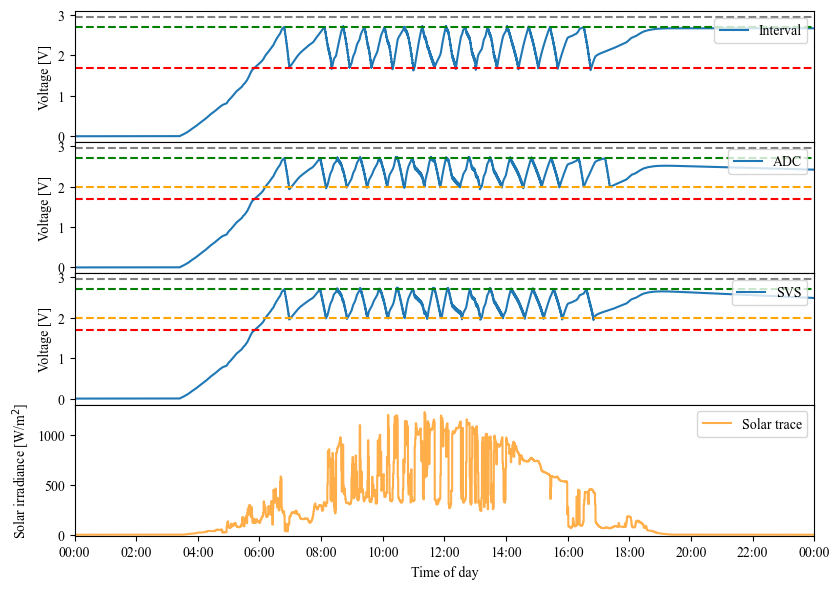 3
2
1
0
Voltage [V]
Interval
3
2
1
0
Voltage [V]
ADC
3
2
1
0
Voltage [V]
SVS
1000
500
0
Solar irradiance [W/m²]
Solar trace
00:00 02:00 04:00 06:00 08:00 10:00 12:00 14:00 16:00 18:00 20:00 22:00 00:00
Time of day